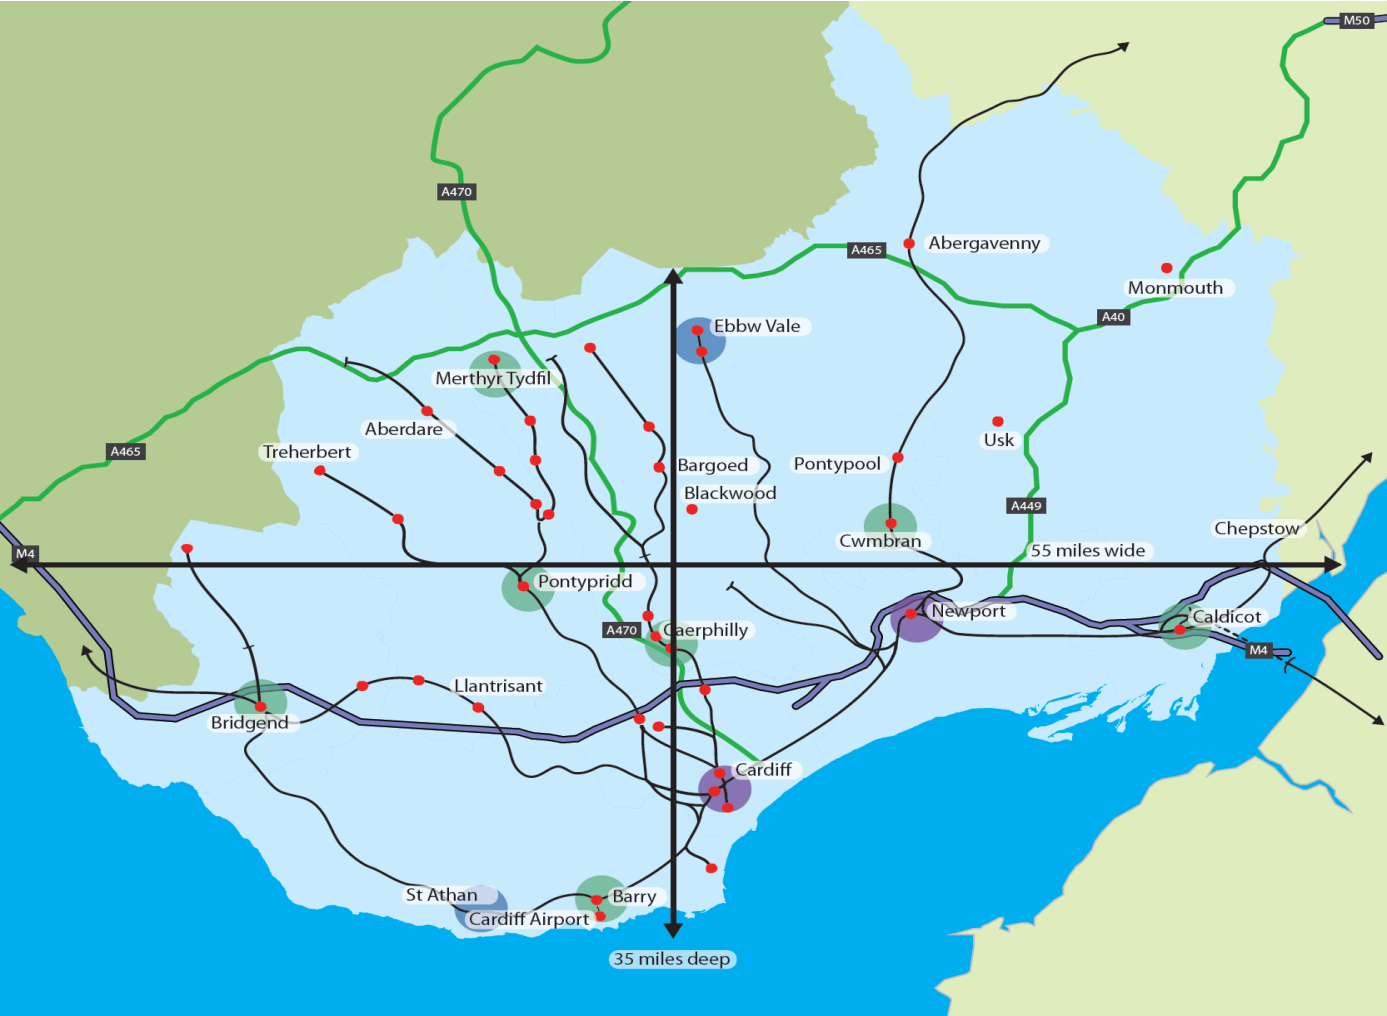 M50
A470
Abergavenny
A465
Monmouth
A40
Ebbw Vale
Merthyr Tydfil
Aberdare
Usk
A465
Treherbert
Bargoed
Pontypool
Blackwood
A449
Chepstow
Cwmbran
M4
55 miles wide
Pontypridd
Newport
Caldicot
A470
Caerphilly
M4
Llantrisant
Bridgend
Cardiff
St Athan
Barry
Cardiff Airport
35 miles deep